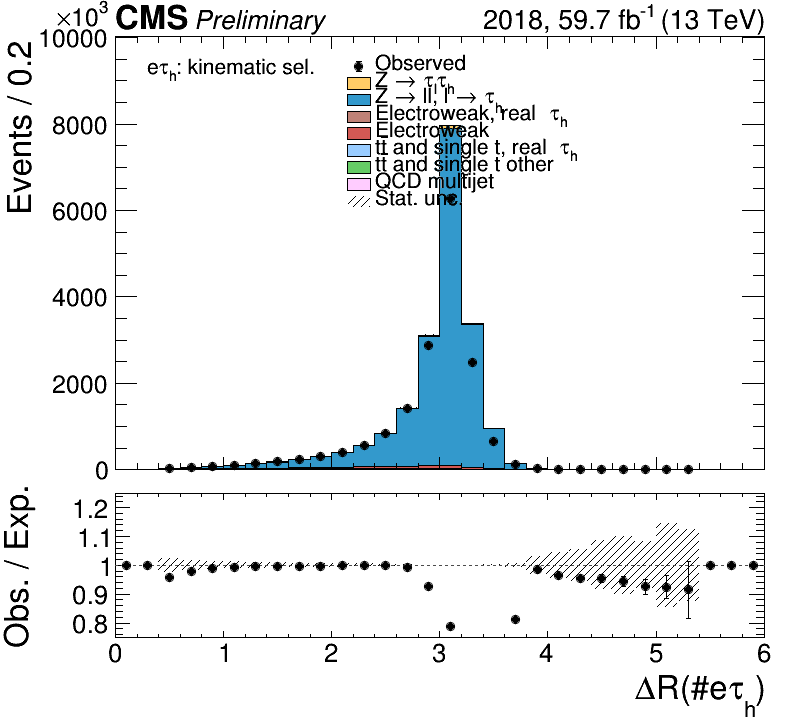 ×10³ CMS Preliminary 2018, 59.7 fb⁻¹ (13 TeV)
Events / 0.2
10000
8000
6000
4000
2000
0
eτₕ: kinematic sel.
Observed
Z → τₗτₕ
Z → ll, l → τₕ
Electroweak, real τₕ
Electroweak
tt̄ and single t, real τₕ
tt̄ and single t other
QCD multijet
Stat. unc.
Obs. / Exp.
1.2
1.1
1
0.9
0.8
0 1 2 3 4 5 6
ΔR(#eτₕ)